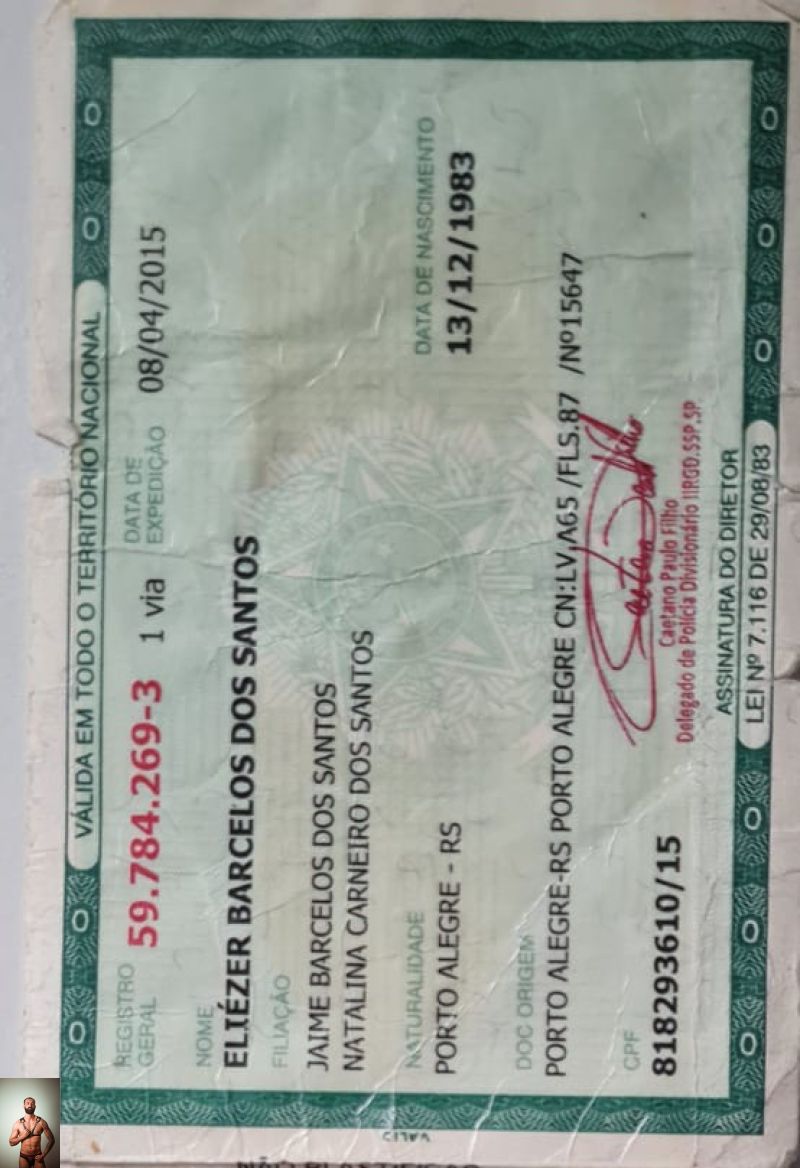 VÁLIDA EM TODO O TERRITÓRIO NACIONAL
REGISTRO GERAL 59.784.269-3 1 via DATA DE EXPEDIÇÃO 08/04/2015
NOME
ELIÉZER BARCELOS DOS SANTOS
FILIAÇÃO
JAIME BARCELOS DOS SANTOS
NATALINA CARNEIRO DOS SANTOS
NATURALIDADE DATA DE NASCIMENTO
PORTO ALEGRE - RS 13/12/1983
DOC ORIGEM
PORTO ALEGRE-RS PORTO ALEGRE CN:LV,A65 /FLS.87 /Nº15647
CPF
818293610/15
Caetano Paulo Filho
Delegado de Polícia Divisionário IIRGD.SSP.SP
ASSINATURA DO DIRETOR
LEI Nº 7.116 DE 29/08/83